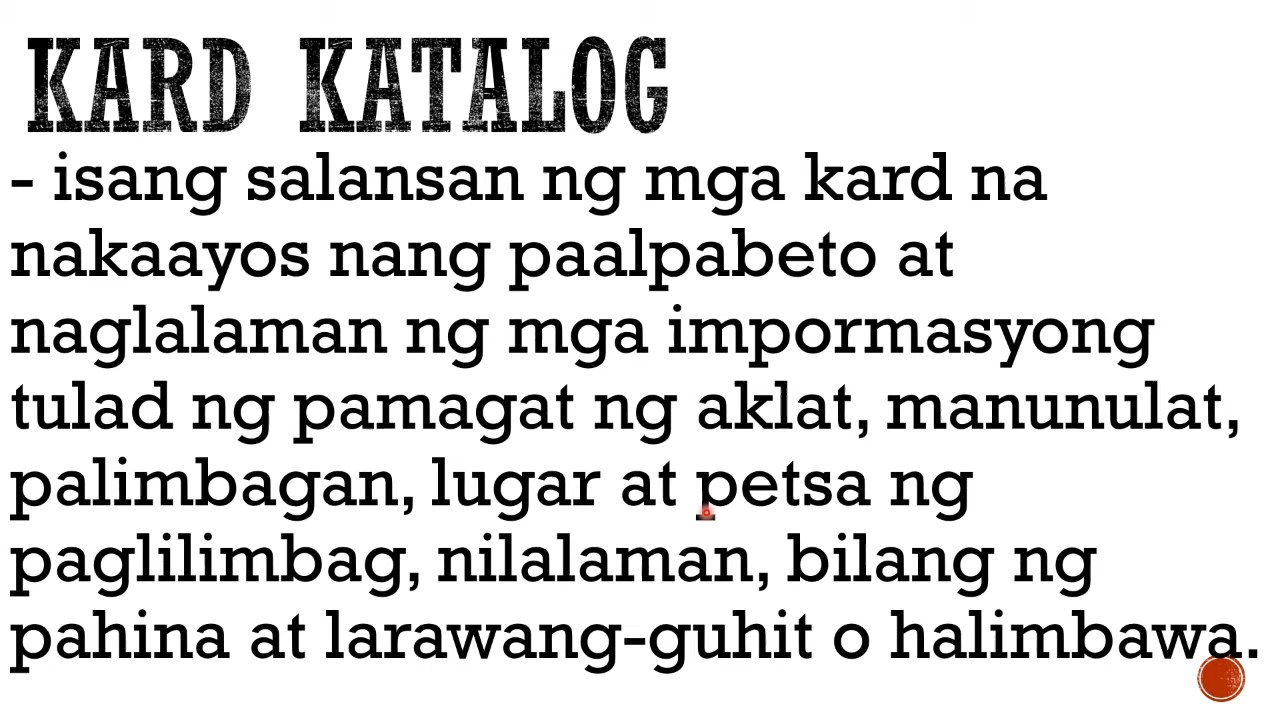 KARD KATALOG
- isang salansan ng mga kard na
nakaayos nang paalpabeto at
naglalaman ng mga impormasyong
tulad ng pamagat ng aklat, manunulat,
palimbagan, lugar at petsa ng
paglilimbag, nilalaman, bilang ng
pahina at larawang-guhit o halimbawa.